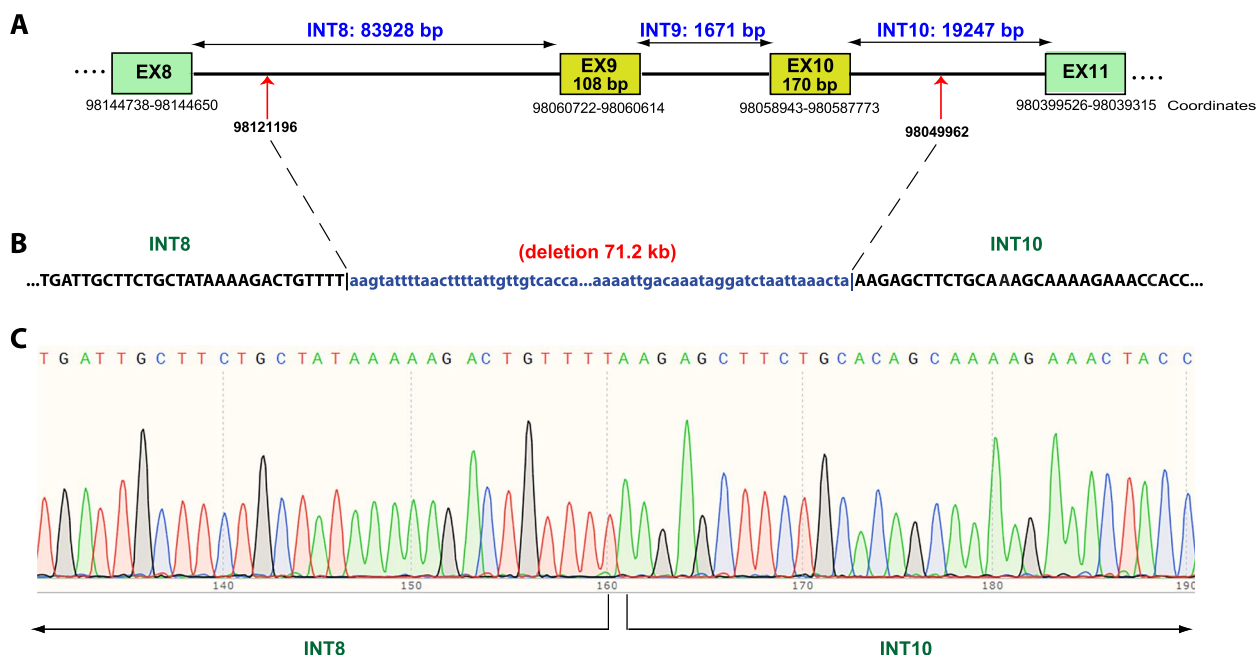 A
INT8: 83928 bp INT9: 1671 bp INT10: 19247 bp
.... EX8 EX9 108 bp EX10 170 bp EX11 ....
98144738-98144650 98060722-98060614 98058943-980587773 980399526-98039315 Coordinates
98121196 98049962
B
INT8 (deletion 71.2 kb) INT10
...TGATTGCTTCTGCTATAAAAGACTGTTTT|aagtattttaacttttattgttgtcacca...aaaattgacaaataggatctaattaaacta|AAGAGCTTCTGCA AAGCAAAAGAAACCACC...
C
T G A T T G C T T C T G C T A T A A A A A G A C T G T T T T A A G A G C T T C T G C A C A G C A A A A G A A A C T A C C
140 150 160 170 180 190
INT8 INT10